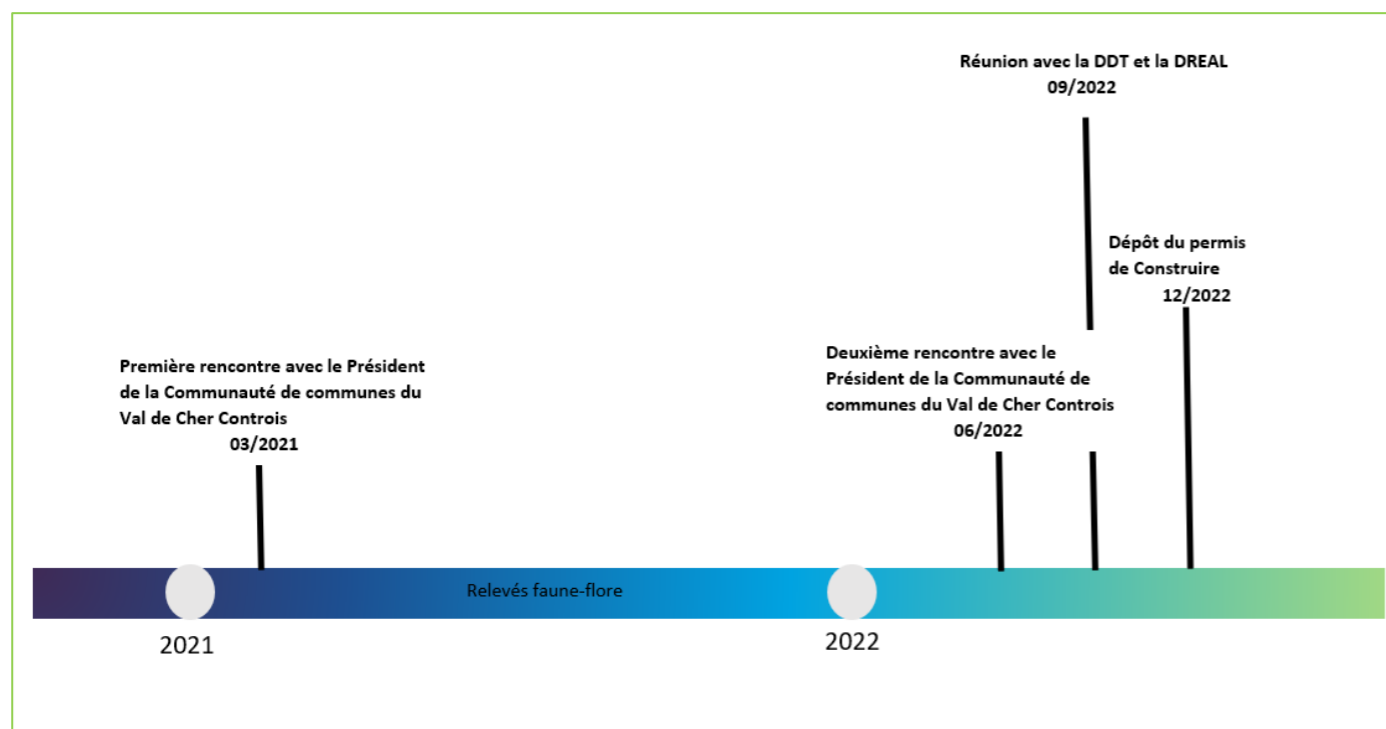 Réunion avec la DDT et la DREAL
09/2022
Dépôt du permis
de Construire
12/2022
Première rencontre avec le Président
de la Communauté de communes du
Val de Cher Controis
03/2021
Deuxième rencontre avec le
Président de la Communauté de
communes du Val de Cher Controis
06/2022
Relevés faune-flore
2021
2022